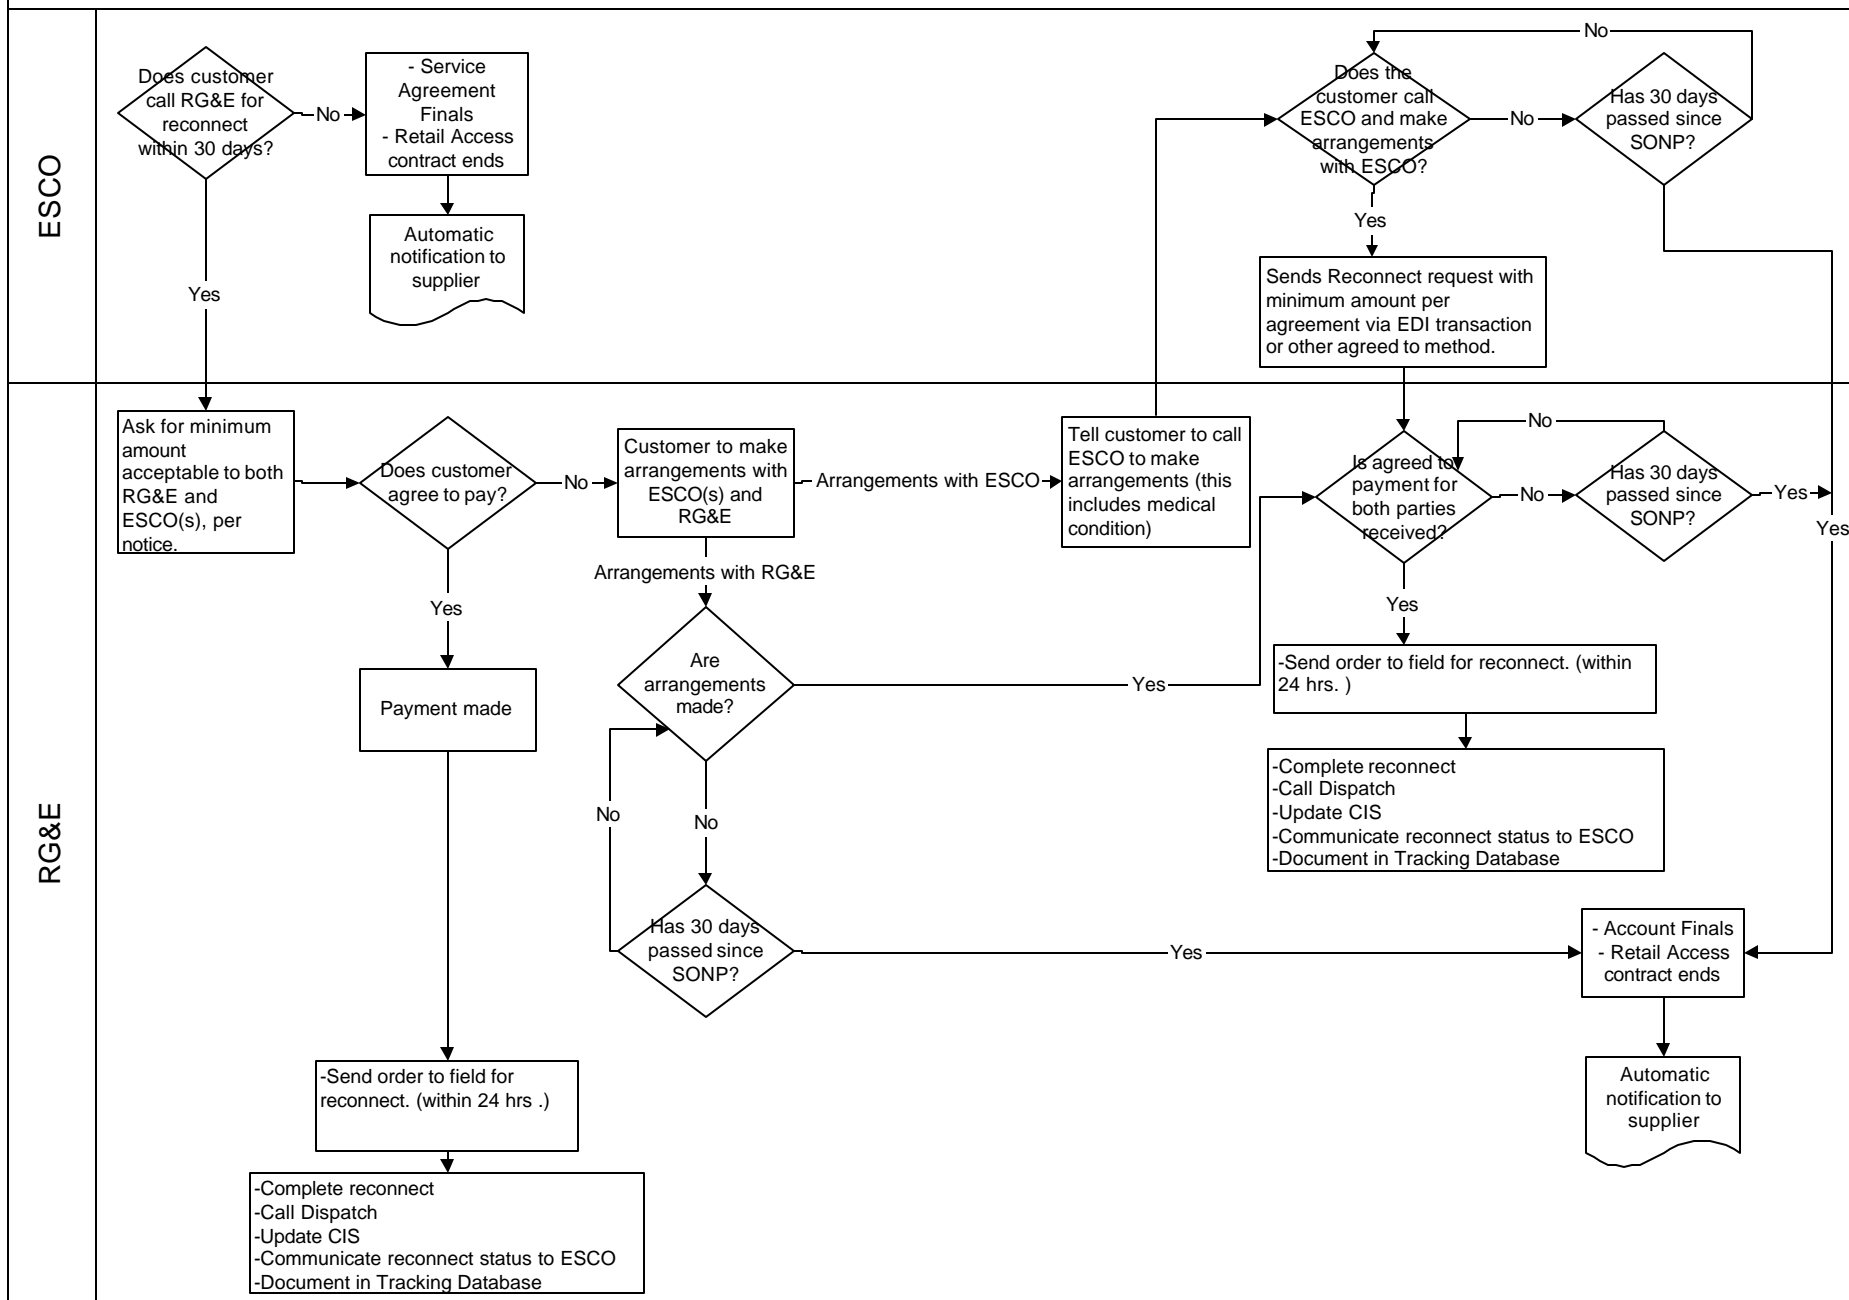 ESCO
Does customer
call RG&E for
reconnect
within 30 days?
No
- Service
Agreement
Finals
- Retail Access
contract ends
Automatic
notification to
supplier
Yes
No
Does the
customer call
ESCO and make
arrangements
with ESCO?
No
Has 30 days
passed since
SONP?
Yes
Sends Reconnect request with
minimum amount per
agreement via EDI transaction
or other agreed to method.
RG&E
Ask for minimum
amount
acceptable to both
RG&E and
ESCO(s), per
notice.
Does customer
agree to pay?
No
Customer to make
arrangements with
ESCO(s) and
RG&E
Arrangements with ESCO
Tell customer to call
ESCO to make
arrangements (this
includes medical
condition)
No
Is agreed to
payment for
both parties
received?
No
Has 30 days
passed since
SONP?
Yes
Yes
Arrangements with RG&E
Yes
Yes
Payment made
Are
arrangements
made?
Yes
-Send order to field for reconnect. (within
24 hrs. )
-Complete reconnect
-Call Dispatch
-Update CIS
-Communicate reconnect status to ESCO
-Document in Tracking Database
No
No
Has 30 days
passed since
SONP?
Yes
- Account Finals
- Retail Access
contract ends
Automatic
notification to
supplier
-Send order to field for
reconnect. (within 24 hrs .)
-Complete reconnect
-Call Dispatch
-Update CIS
-Communicate reconnect status to ESCO
-Document in Tracking Database